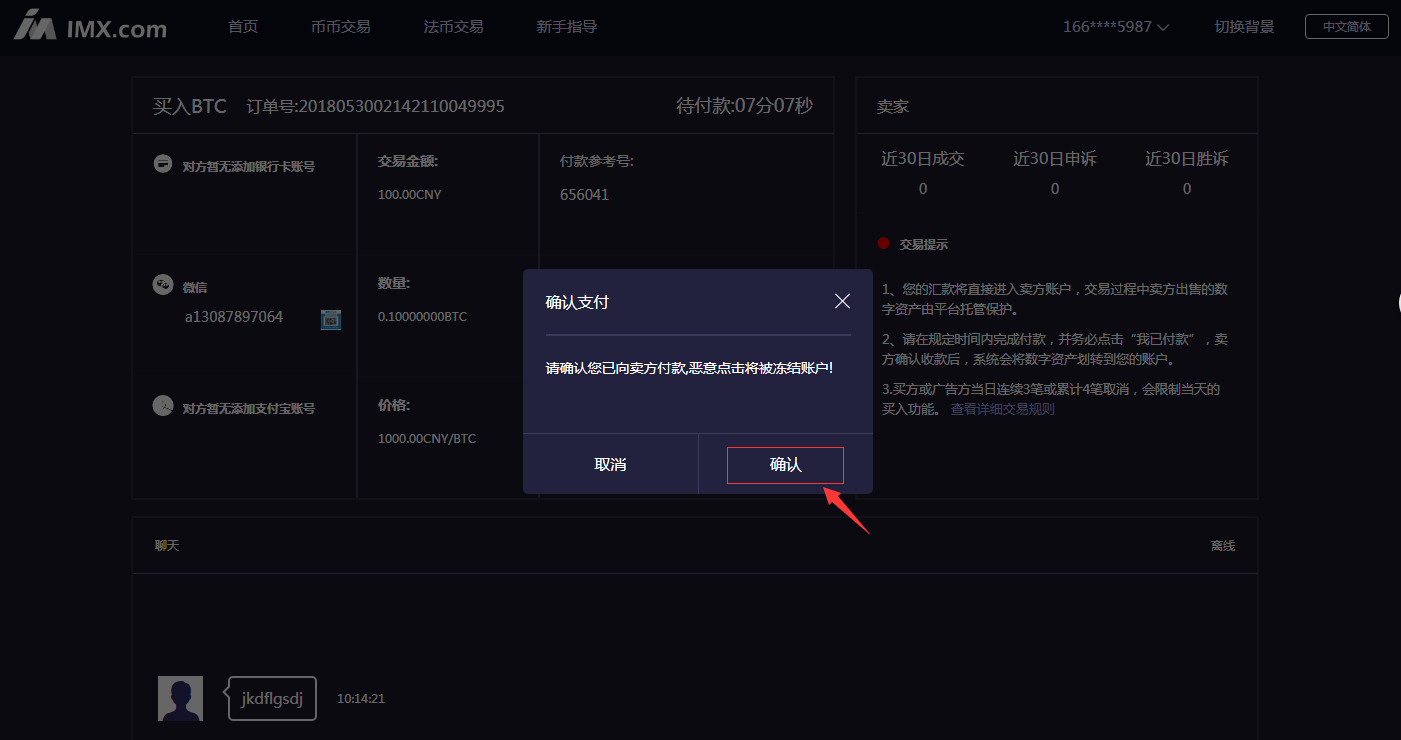 IMX.com 首页 币币交易 法币交易 新手指导 166****5987 切换背景 中文简体
买入BTC 订单号:2018053002142110049995 待付款:07分07秒
对方暂无添加银行卡账号
交易金额:
100.00CNY
付款参考号:
656041
微信
a13087897064
数量:
0.10000000BTC
对方暂无添加支付宝账号
价格:
1000.00CNY/BTC
卖家
近30日成交 近30日申诉 近30日胜诉
0 0 0
交易提示
1、您的汇款将直接进入卖方账户，交易过程中卖方出售的数
字资产由平台托管保护。
2、请在规定时间内完成付款，并务必点击“我已付款”，卖
方确认收款后，系统会将数字资产划转到您的账户。
3.买方或广告方当日连续3笔或累计4笔取消，会限制当天的
买入功能。 查看详细交易规则
确认支付
请确认您已向卖方付款,恶意点击将被冻结账户!
取消 确认
聊天 离线
jkdflgsdj 10:14:21